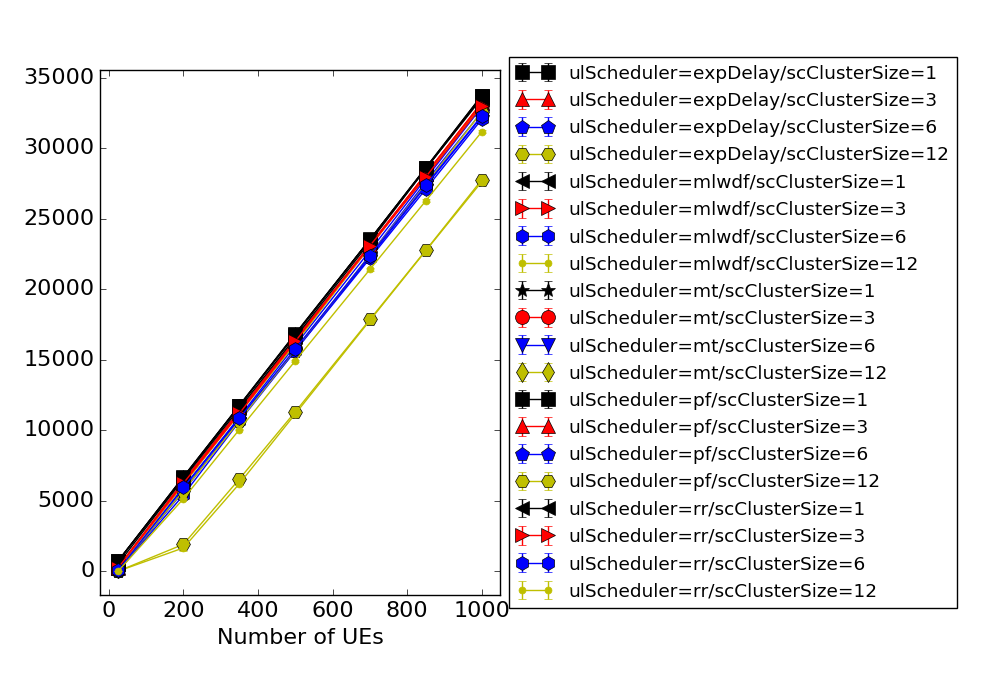 35000
30000
25000
20000
15000
10000
5000
0
0 200 400 600 800 1000
Number of UEs
ulScheduler=expDelay/scClusterSize=1
ulScheduler=expDelay/scClusterSize=3
ulScheduler=expDelay/scClusterSize=6
ulScheduler=expDelay/scClusterSize=12
ulScheduler=mlwdf/scClusterSize=1
ulScheduler=mlwdf/scClusterSize=3
ulScheduler=mlwdf/scClusterSize=6
ulScheduler=mlwdf/scClusterSize=12
ulScheduler=mt/scClusterSize=1
ulScheduler=mt/scClusterSize=3
ulScheduler=mt/scClusterSize=6
ulScheduler=mt/scClusterSize=12
ulScheduler=pf/scClusterSize=1
ulScheduler=pf/scClusterSize=3
ulScheduler=pf/scClusterSize=6
ulScheduler=pf/scClusterSize=12
ulScheduler=rr/scClusterSize=1
ulScheduler=rr/scClusterSize=3
ulScheduler=rr/scClusterSize=6
ulScheduler=rr/scClusterSize=12